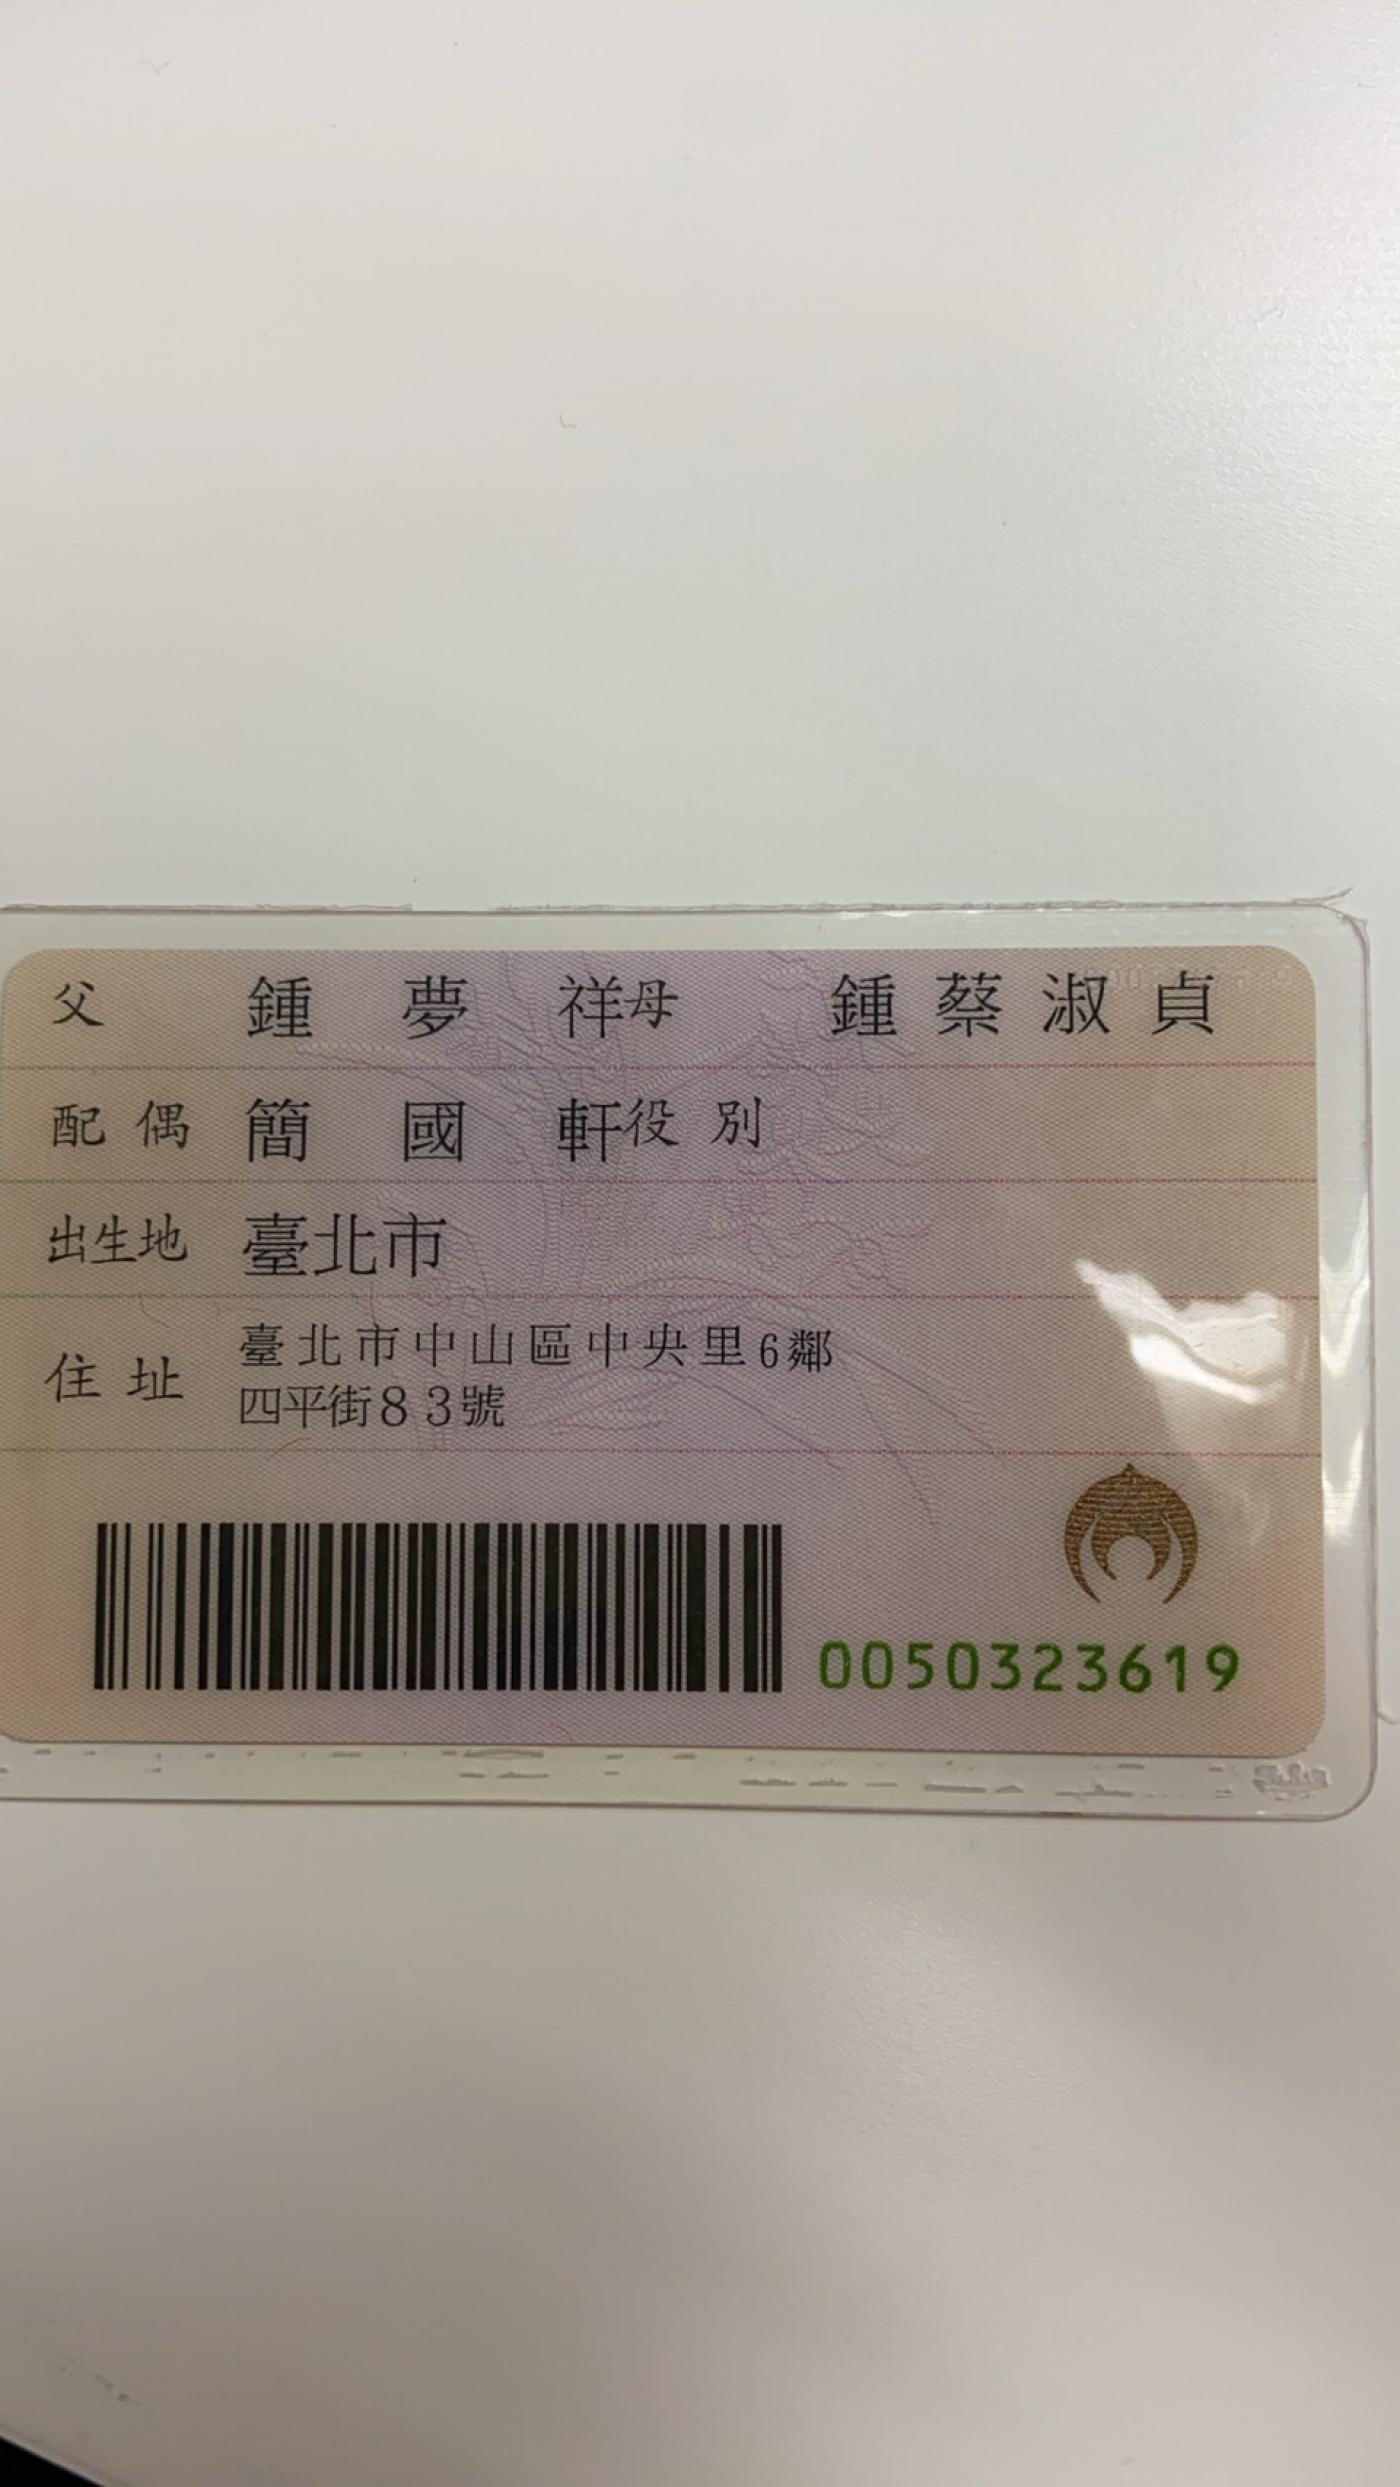 父 鍾夢祥 母 鍾蔡淑貞
配偶 簡國軒 役別
出生地 臺北市
住址 臺北市中山區中央里6鄰
四平街83號
0050323619